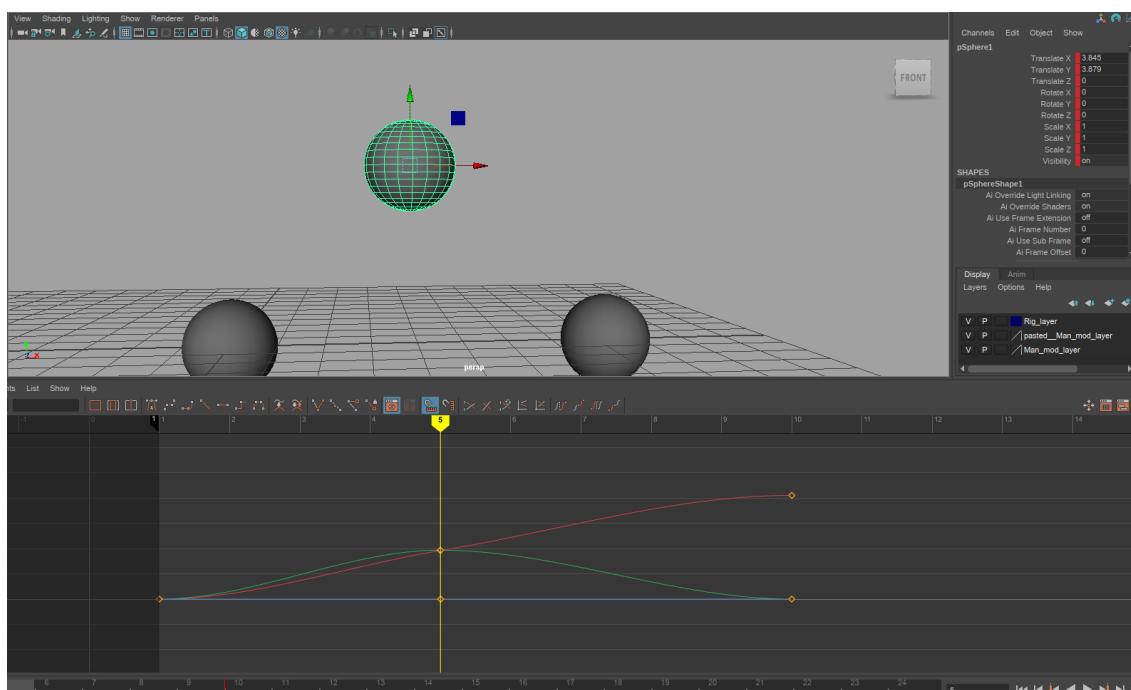 View Shading Lighting Show Renderer Panels
FRONT
persp
Channels Edit Object Show
pSphere1
Translate X 3.845
Translate Y 3.879
Translate Z 0
Rotate X 0
Rotate Y 0
Rotate Z 0
Scale X 1
Scale Y 1
Scale Z 1
Visibility on
SHAPES
pSphereShape1
Ai Override Light Linking on
Ai Override Shaders on
Ai Use Frame Extension off
Ai Frame Number 0
Ai Use Sub Frame off
Ai Frame Offset 0
Display Anim
Layers Options Help
V P Rig_layer
V P pasted__Man_mod_layer
V P Man_mod_layer
nts List Show Help
-1 0 1 1 2 3 4 5 6 7 8 9 10 11 12 13 14
6 7 8 9 10 11 12 13 14 15 16 17 18 19 20 21 22 23 24